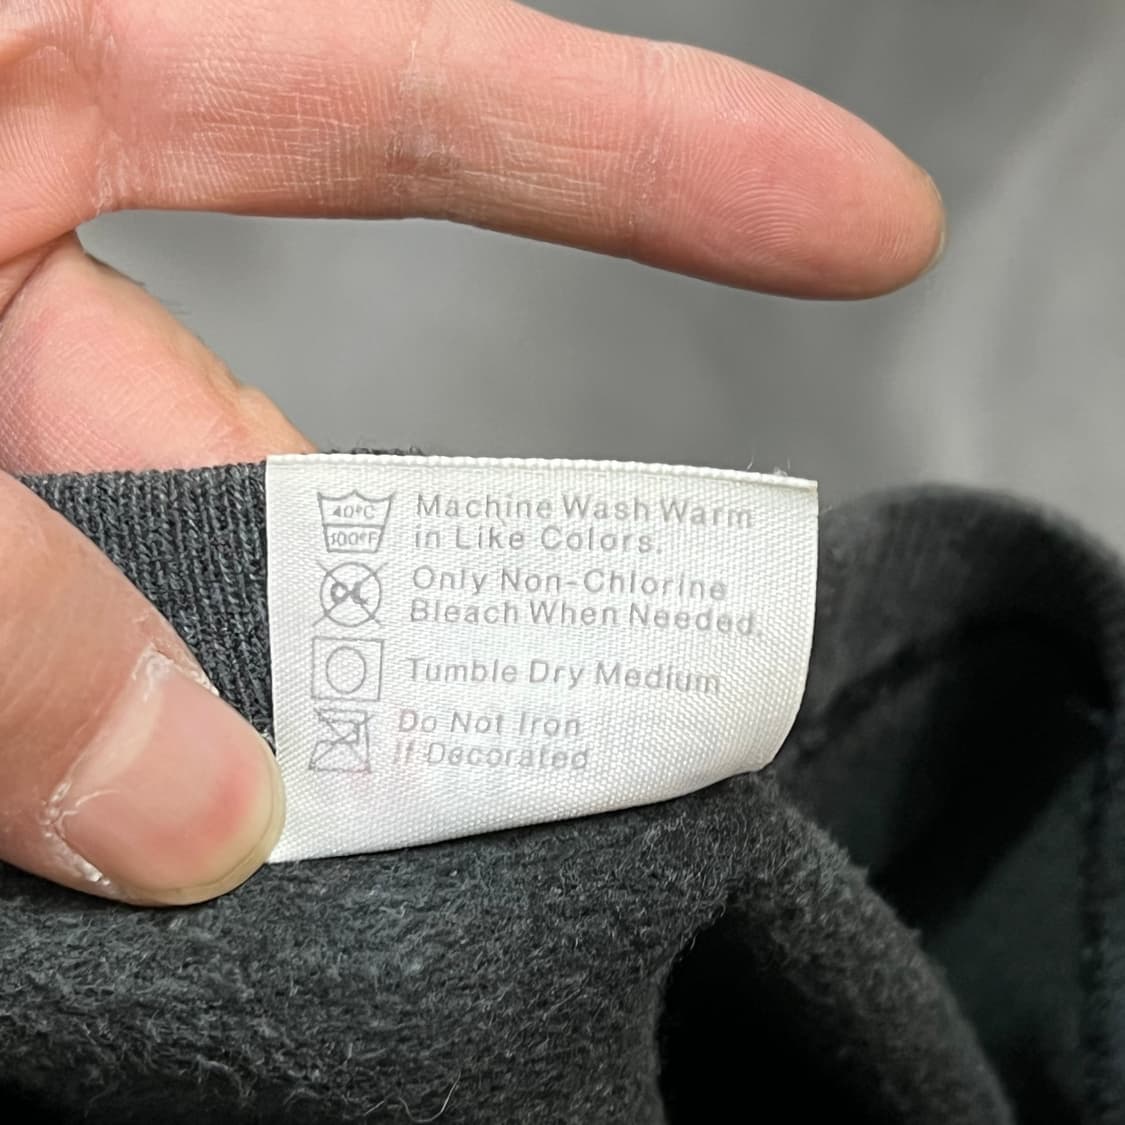 40°C
100°F
Machine Wash Warm
in Like Colors.
Only Non-Chlorine
Bleach When Needed.
Tumble Dry Medium
Do Not Iron
If Decorated